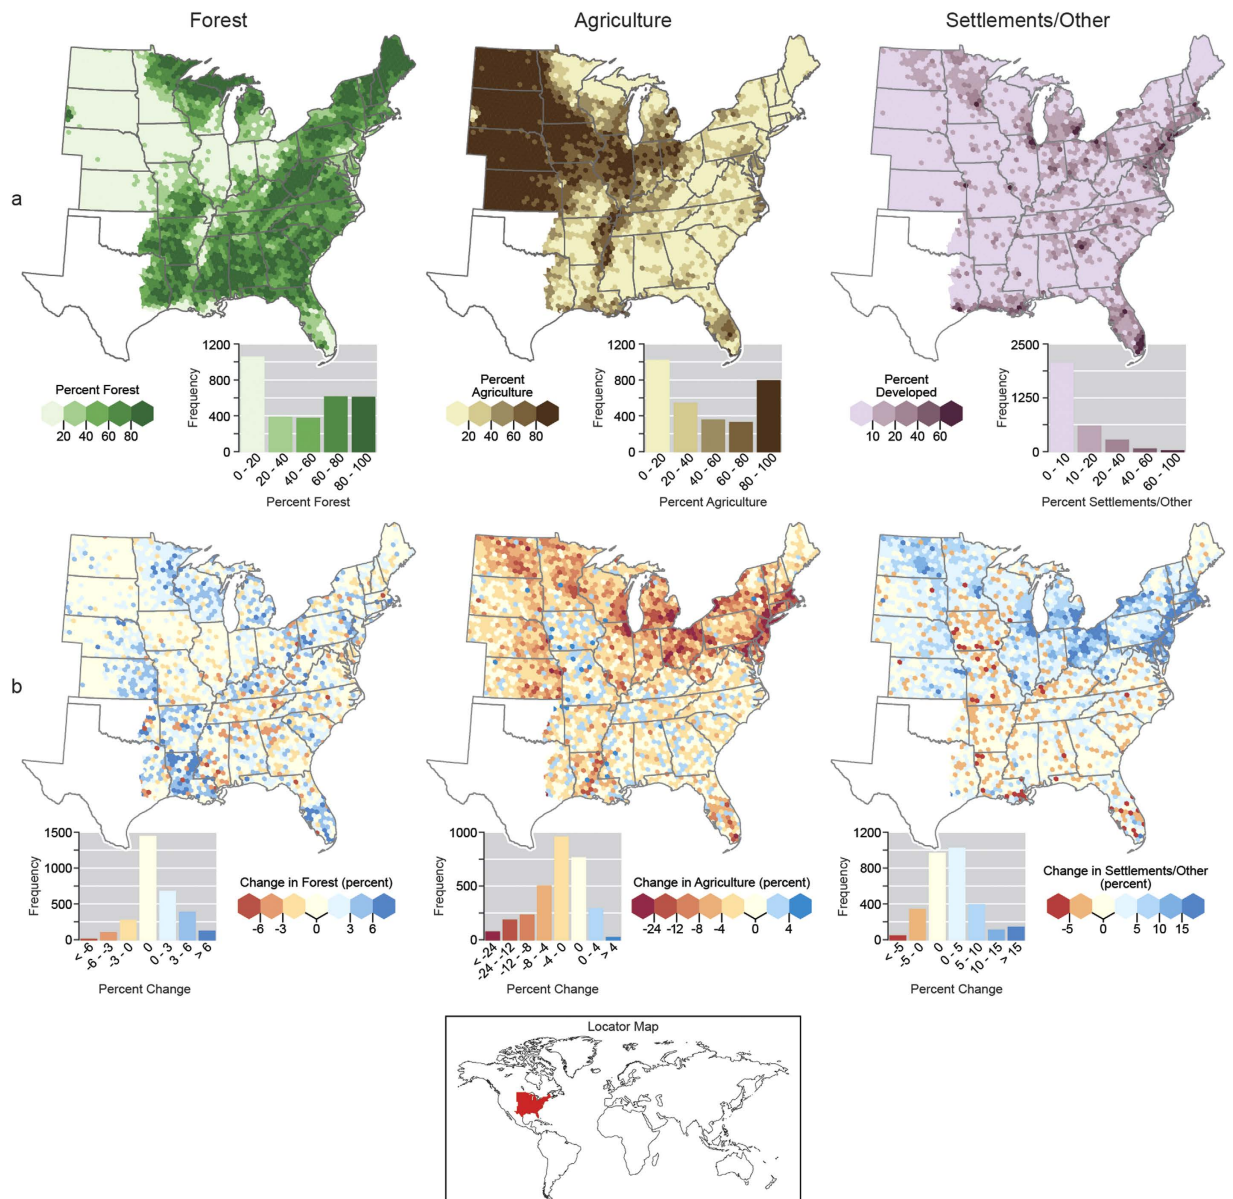 Forest
Agriculture
Settlements/Other
a
Percent Forest
20 40 60 80
1200
800
400
0
Frequency
0 - 20
20 - 40
40 - 60
60 - 80
80 - 100
Percent Forest
Percent
Agriculture
20 40 60 80
1200
800
400
0
Frequency
0 - 20
20 - 40
40 - 60
60 - 80
80 - 100
Percent Agriculture
Percent
Developed
10 20 40 60
2500
1250
0
Frequency
0 - 10
10 - 20
20 - 40
40 - 60
60 - 100
Percent Settlements/Other
b
1500
1000
500
0
Frequency
< -6
-6 - -3
-3 - 0
0
0 - 3
3 - 6
> 6
Percent Change
Change in Forest (percent)
-6 -3 0 3 6
1000
500
0
Frequency
< -24
-24 - -12
-12 - -8
-8 - -4
-4 - 0
0
0 - 4
> 4
Percent Change
Change in Agriculture (percent)
-24 -12 -8 -4 0 4
1200
900
600
300
0
Frequency
< -5
-5 - 0
0
0 - 5
5 - 10
10 - 15
> 15
Percent Change
Change in Settlements/Other
(percent)
-5 0 5 10 15
Locator Map